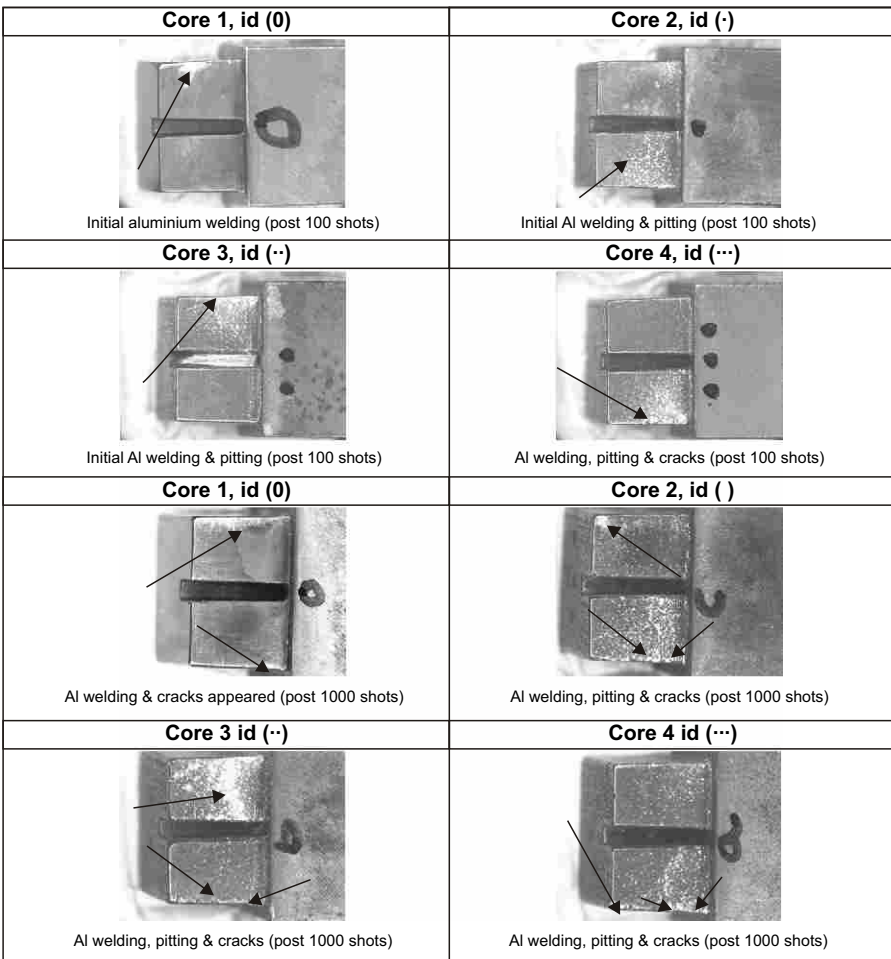 Core 1, id (0)
Core 2, id (·)
Initial aluminium welding (post 100 shots)
Initial Al welding & pitting (post 100 shots)
Core 3, id (··)
Core 4, id (···)
Initial Al welding & pitting (post 100 shots)
Al welding, pitting & cracks (post 100 shots)
Core 1, id (0)
Core 2, id ( )
Al welding & cracks appeared (post 1000 shots)
Al welding, pitting & cracks (post 1000 shots)
Core 3 id (··)
Core 4 id (···)
Al welding, pitting & cracks (post 1000 shots)
Al welding, pitting & cracks (post 1000 shots)